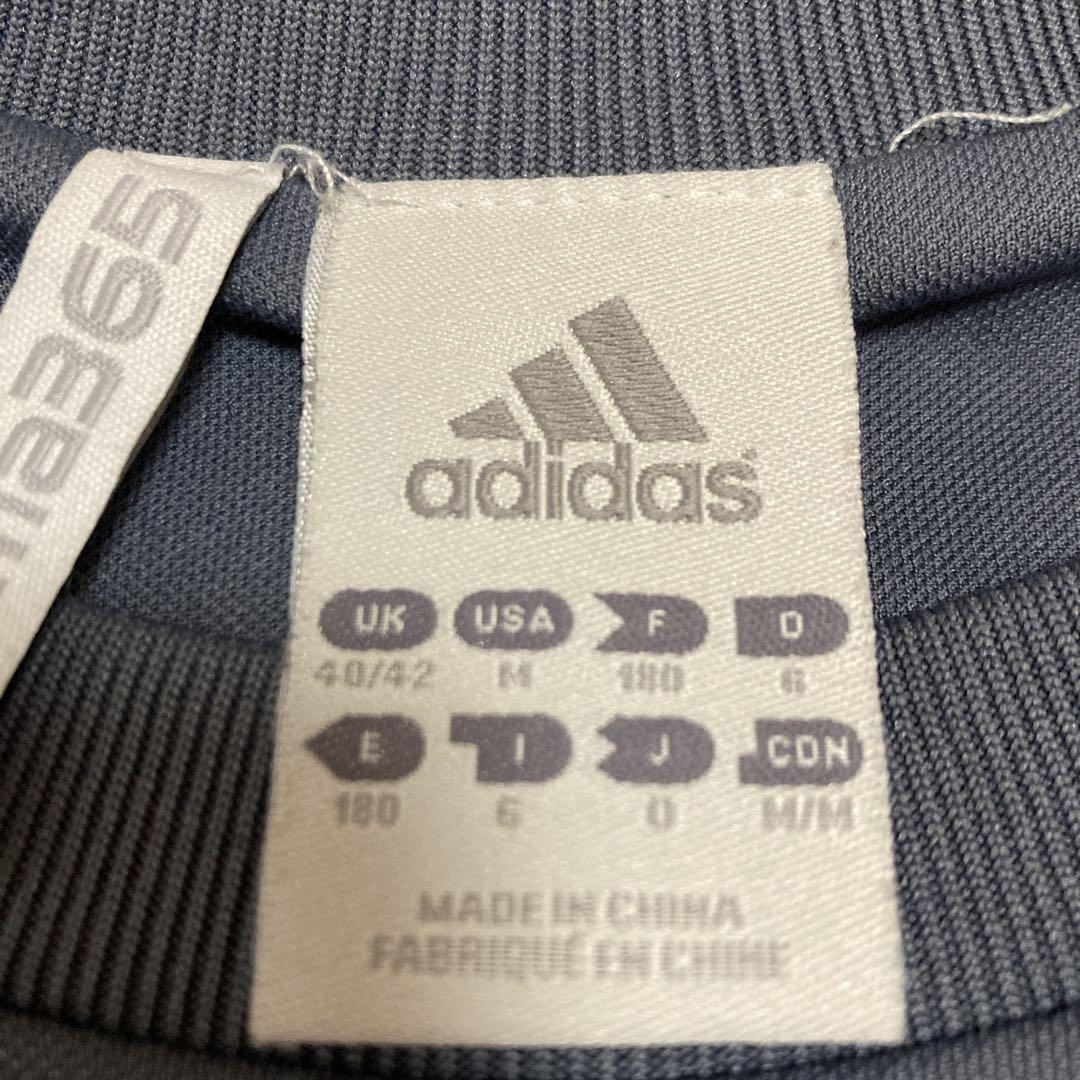 365
adidas
UK USA F D
40/42 M 180 6
E I J CDN
180 6 O M/M
MADE IN CHINA
FABRIQUÉ EN CHINE